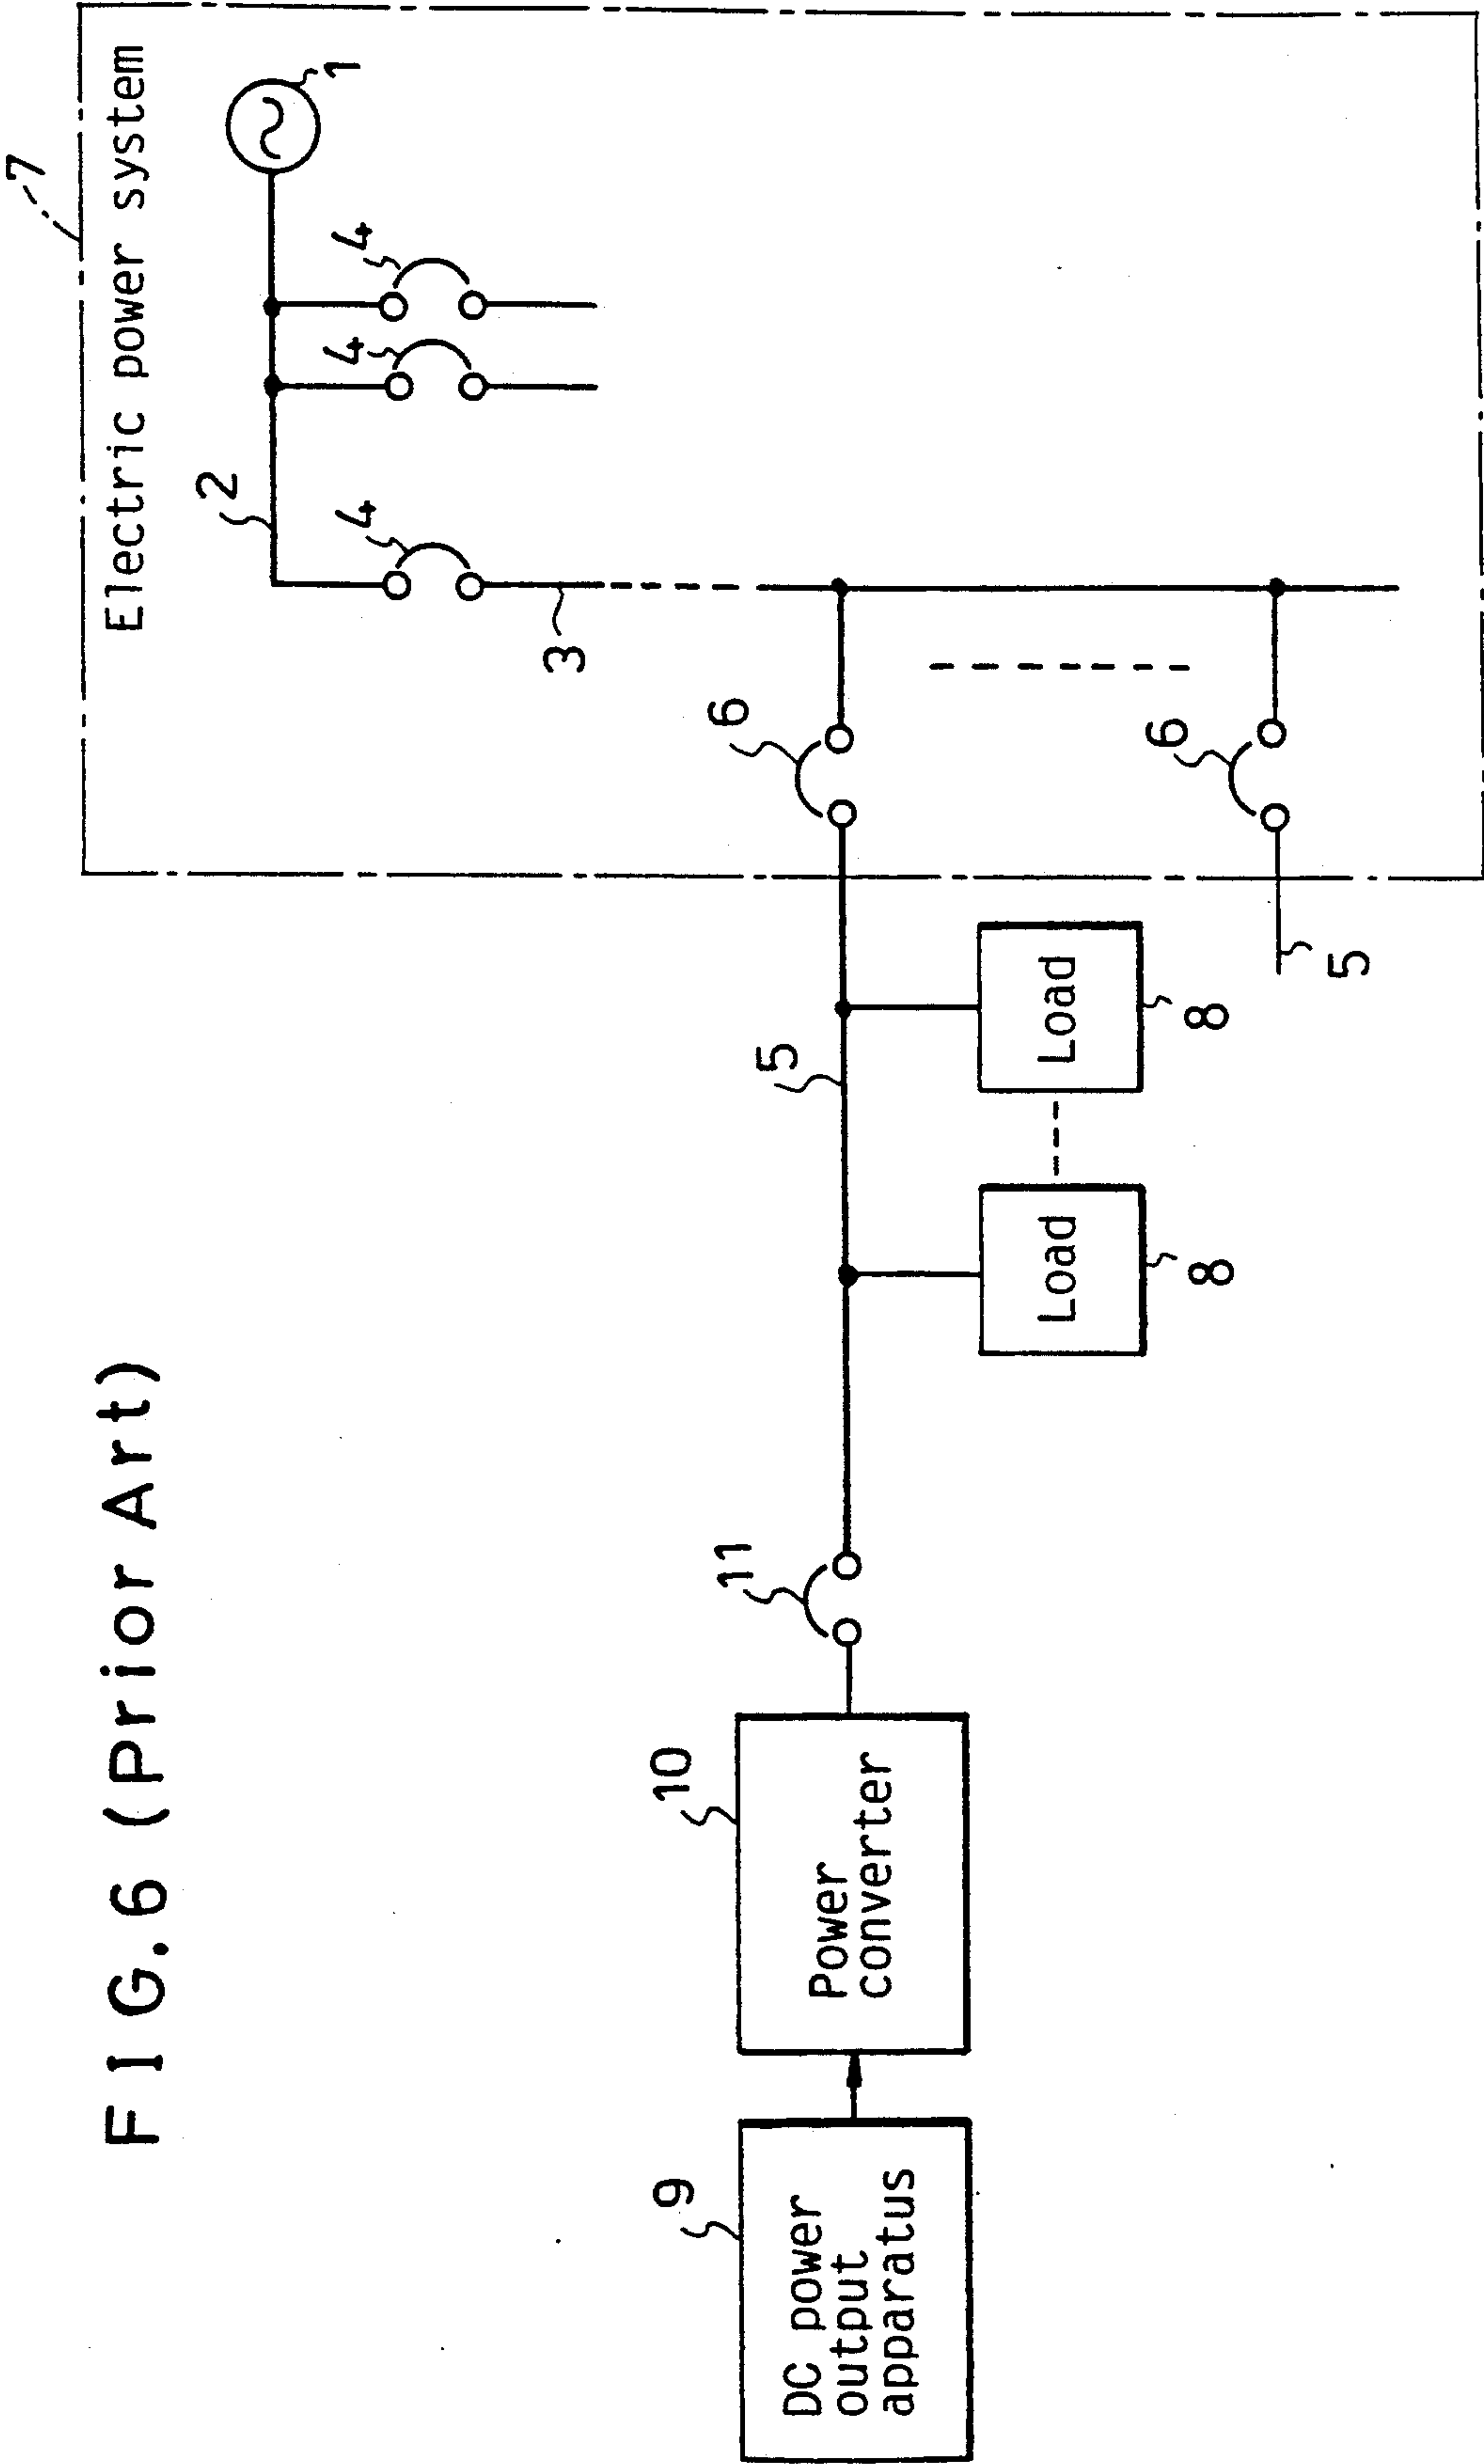 FIG.6 (Prior Art)
7
Electric power system
1
2
4
4
4
3
6
6
5
5
Load
8
Load
8
11
10
Power
converter
9
DC power
output
apparatus